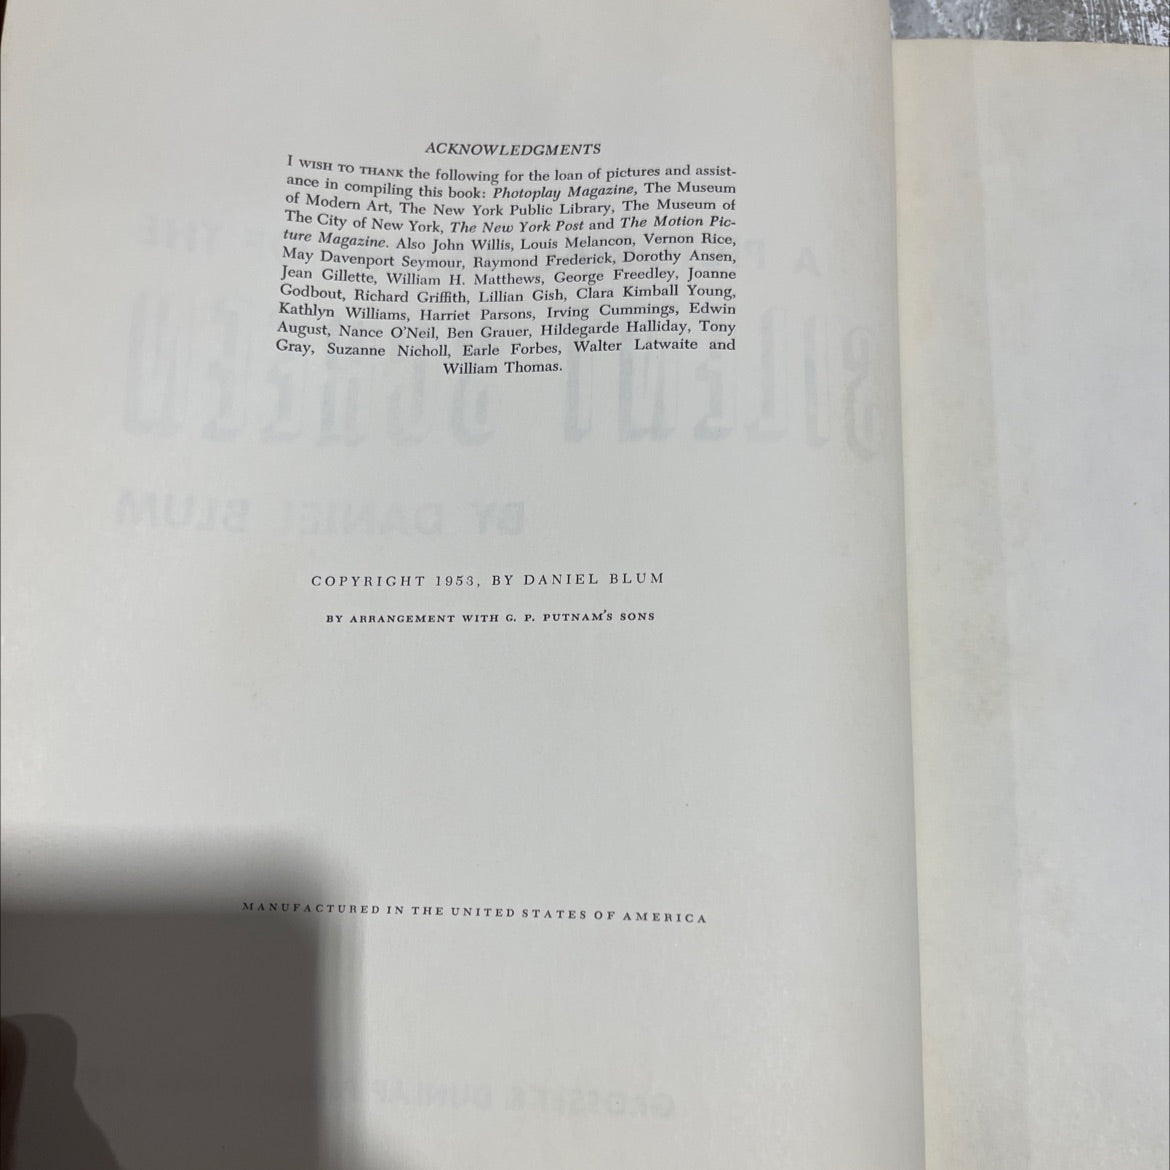 ACKNOWLEDGMENTS
I WISH TO THANK the following for the loan of pictures and assist-
ance in compiling this book: Photoplay Magazine, The Museum
of Modern Art, The New York Public Library, The Museum of
The City of New York, The New York Post and The Motion Pic-
ture Magazine. Also John Willis, Louis Melancon, Vernon Rice,
May Davenport Seymour, Raymond Frederick, Dorothy Ansen,
Jean Gillette, William H. Matthews, George Freedley, Joanne
Godbout, Richard Griffith, Lillian Gish, Clara Kimball Young,
Kathlyn Williams, Harriet Parsons, Irving Cummings, Edwin
August, Nance O'Neil, Ben Grauer, Hildegarde Halliday, Tony
Gray, Suzanne Nicholl, Earle Forbes, Walter Latwaite and
William Thomas.
SILENT SCREEN
BY DANIEL BLUM
COPYRIGHT 1953, BY DANIEL BLUM
BY ARRANGEMENT WITH G. P. PUTNAM'S SONS
MANUFACTURED IN THE UNITED STATES OF AMERICA